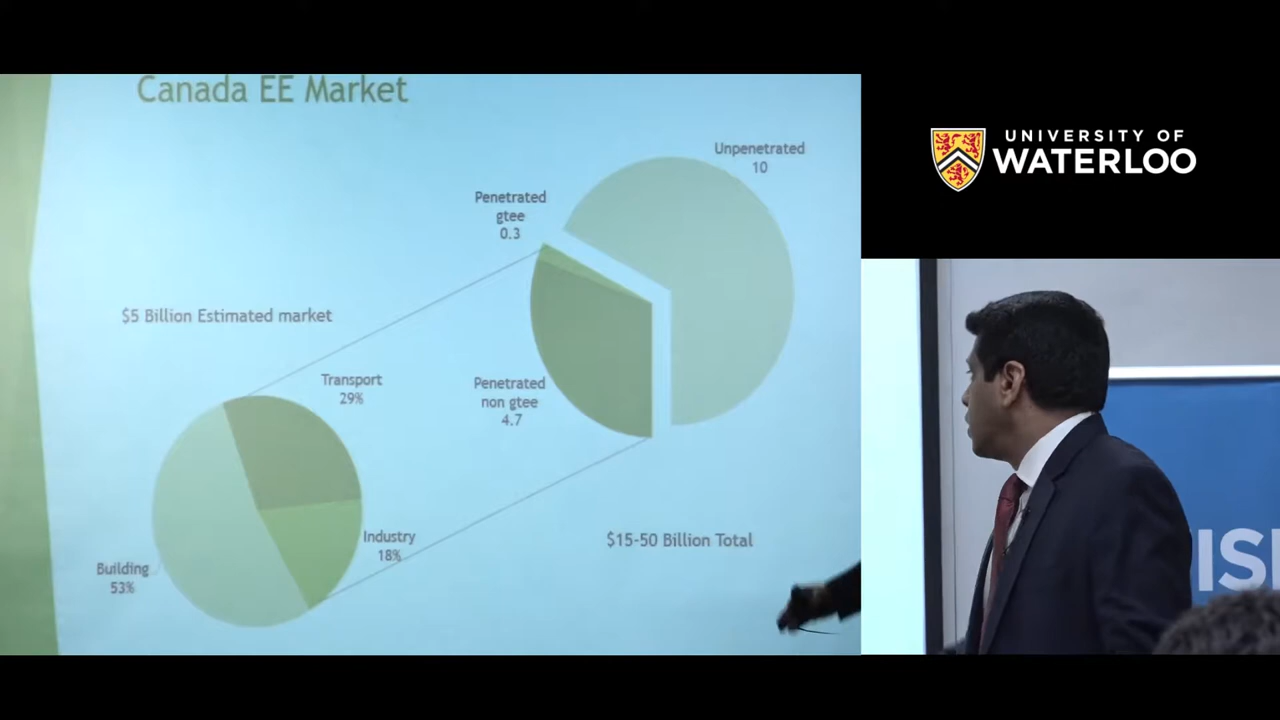 Canada EE Market
Unpenetrated
10
Penetrated
gtee
0.3
$5 Billion Estimated market
Transport
29%
Penetrated
non gtee
4.7
Industry
18%
$15-50 Billion Total
Building
53%
UNIVERSITY OF
WATERLOO
ISI